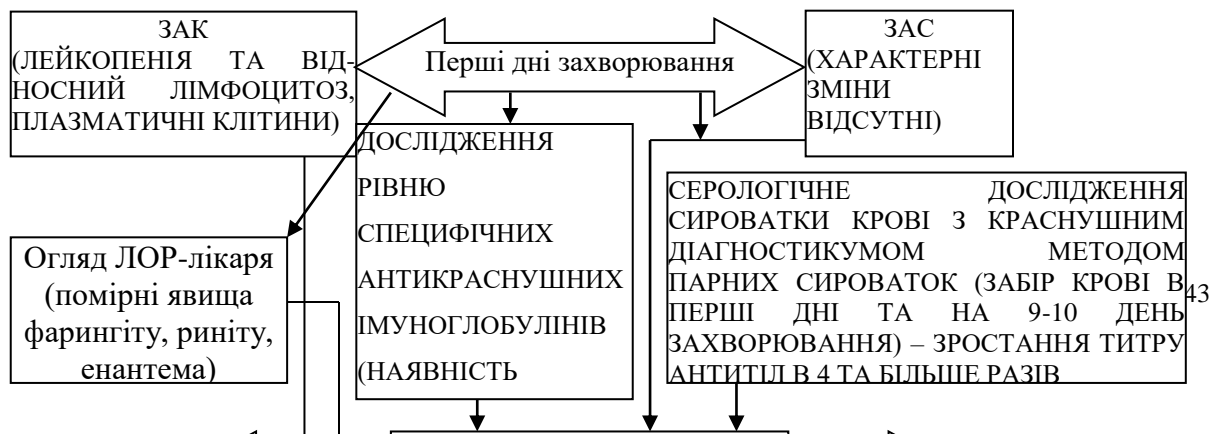 ЗАК
(ЛЕЙКОПЕНІЯ ТА ВІД-
НОСНИЙ ЛІМФОЦИТОЗ,
ПЛАЗМАТИЧНІ КЛІТИНИ)
Перші дні захворювання
ЗАС
(ХАРАКТЕРНІ
ЗМІНИ
ВІДСУТНІ)
ДОСЛІДЖЕННЯ
РІВНЮ
СПЕЦИФІЧНИХ
АНТИКРАСНУШНИХ
ІМУНОГЛОБУЛІНІВ
(НАЯВНІСТЬ
СЕРОЛОГІЧНЕ ДОСЛІДЖЕННЯ
СИРОВАТКИ КРОВІ З КРАСНУШНИМ
ДІАГНОСТИКУМОМ МЕТОДОМ
ПАРНИХ СИРОВАТОК (ЗАБІР КРОВІ В
ПЕРШІ ДНІ ТА НА 9-10 ДЕНЬ
ЗАХВОРЮВАННЯ) – ЗРОСТАННЯ ТИТРУ
АНТИТІЛ В 4 ТА БІЛЬШЕ РАЗІВ
43
Огляд ЛОР-лікаря
(помірні явища
фарингіту, риніту,
енантема)